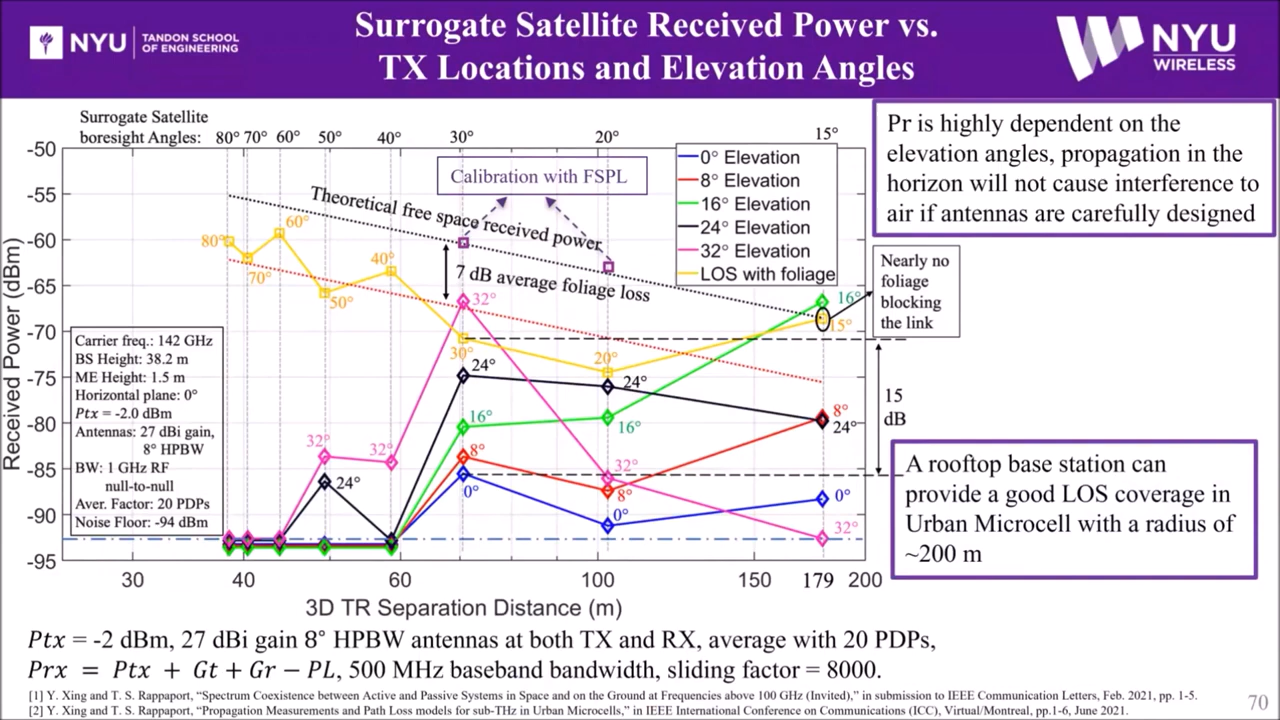 NYU | TANDON SCHOOL
OF ENGINEERING
Surrogate Satellite Received Power vs.
TX Locations and Elevation Angles
NYU
WIRELESS
Surrogate Satellite
boresight Angles: 80° 70° 60° 50° 40° 30° 20° 15°
-50
-55
-60
-65
-70
-75
-80
-85
-90
-95
Received Power (dBm)
Calibration with FSPL
Theoretical free space received power
7 dB average foliage loss
0° Elevation
8° Elevation
16° Elevation
24° Elevation
32° Elevation
LOS with foliage
80°
70°
60°
50°
40°
30°
20°
15°
32°
24°
32°
32°
24°
16°
8°
0°
24°
16°
32°
8°
0°
16°
8°
24°
0°
32°
Carrier freq.: 142 GHz
BS Height: 38.2 m
ME Height: 1.5 m
Horizontal plane: 0°
Ptx = -2.0 dBm
Antennas: 27 dBi gain,
8° HPBW
BW: 1 GHz RF
null-to-null
Aver. Factor: 20 PDPs
Noise Floor: -94 dBm
30 40 60 100 150 179 200
3D TR Separation Distance (m)
Pr is highly dependent on the
elevation angles, propagation in the
horizon will not cause interference to
air if antennas are carefully designed
Nearly no
foliage
blocking
the link
15
dB
A rooftop base station can
provide a good LOS coverage in
Urban Microcell with a radius of
~200 m
Ptx = -2 dBm, 27 dBi gain 8° HPBW antennas at both TX and RX, average with 20 PDPs,
Prx = Ptx + Gt + Gr − PL, 500 MHz baseband bandwidth, sliding factor = 8000.
[1] Y. Xing and T. S. Rappaport, “Spectrum Coexistence between Active and Passive Systems in Space and on the Ground at Frequencies above 100 GHz (Invited),” in submission to IEEE Communication Letters, Feb. 2021, pp. 1-5.
[2] Y. Xing and T. S. Rappaport, “Propagation Measurements and Path Loss models for sub-THz in Urban Microcells,” in IEEE International Conference on Communications (ICC), Virtual/Montreal, pp.1-6, June 2021.
70